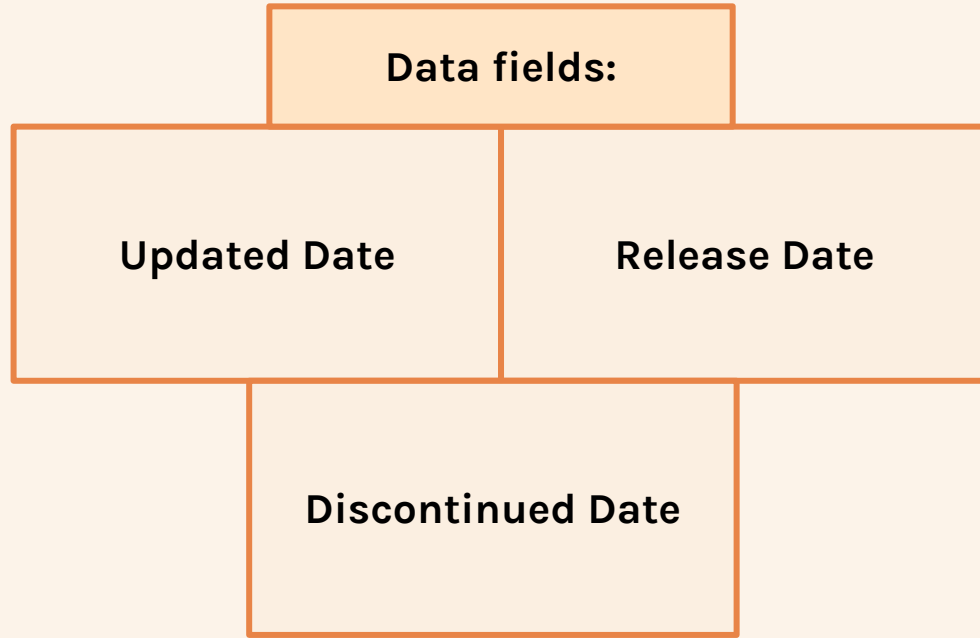 Data fields:
Updated Date
Release Date
Discontinued Date